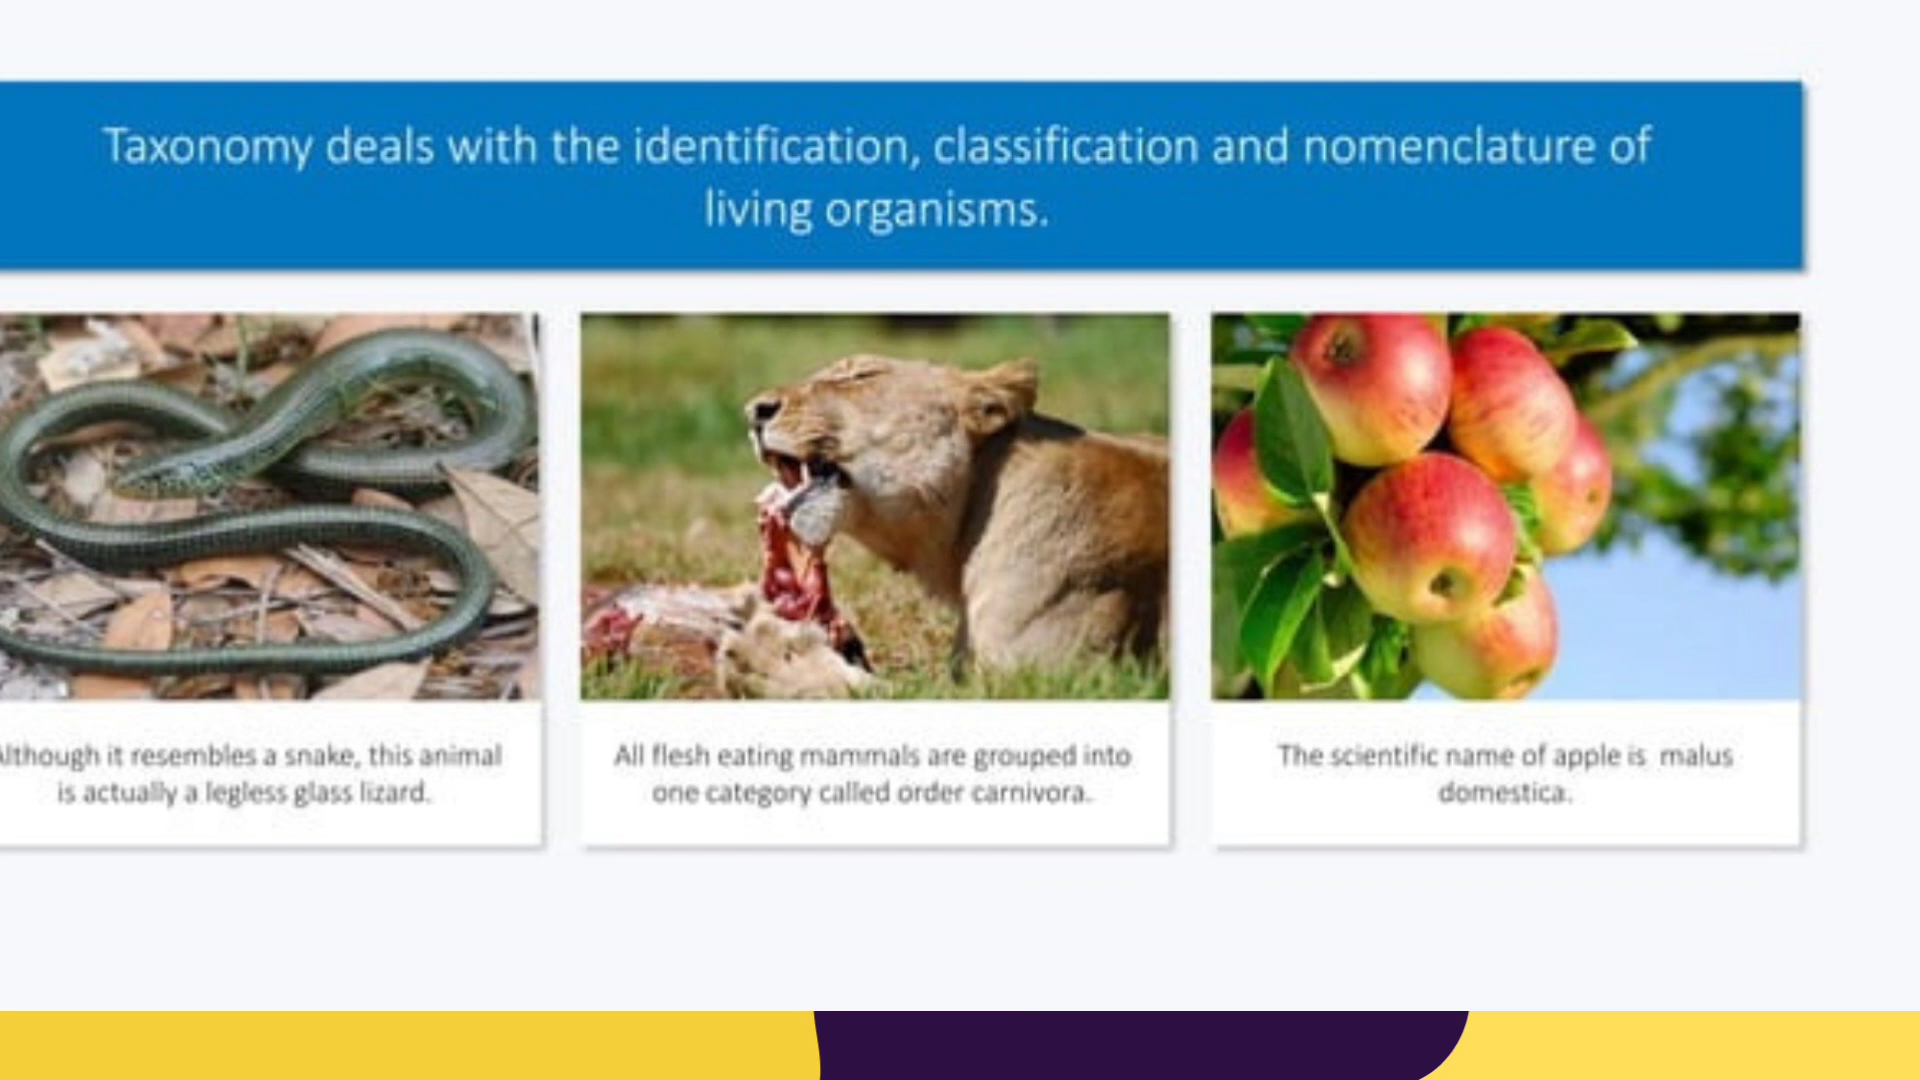 Taxonomy deals with the identification, classification and nomenclature of
living organisms.
Although it resembles a snake, this animal
is actually a legless glass lizard.
All flesh eating mammals are grouped into
one category called order carnivora.
The scientific name of apple is malus
domestica.